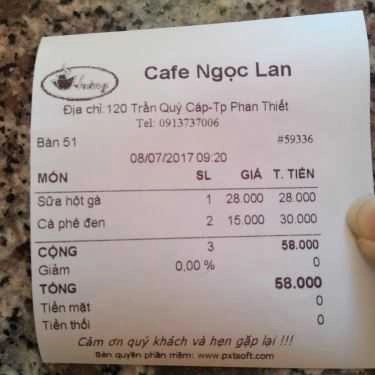 Cafe Ngọc Lan
Địa chỉ:120 Trần Quý Cáp-Tp Phan Thiết
Tel: 0913737006
Bàn 51 #59336
08/07/2017 09:20
MÓN SL GIÁ T. TIỀN
Sữa hột gà 1 28.000 28.000
Cà phê đen 2 15.000 30.000
CỘNG 3 58.000
Giảm 0,00 % 0
TỔNG 58.000
Tiền mặt 0
Tiền thối 0
Cảm ơn quý khách và hẹn gặp lại !!!
Bản quyền phần mềm: www.pxtsoft.com